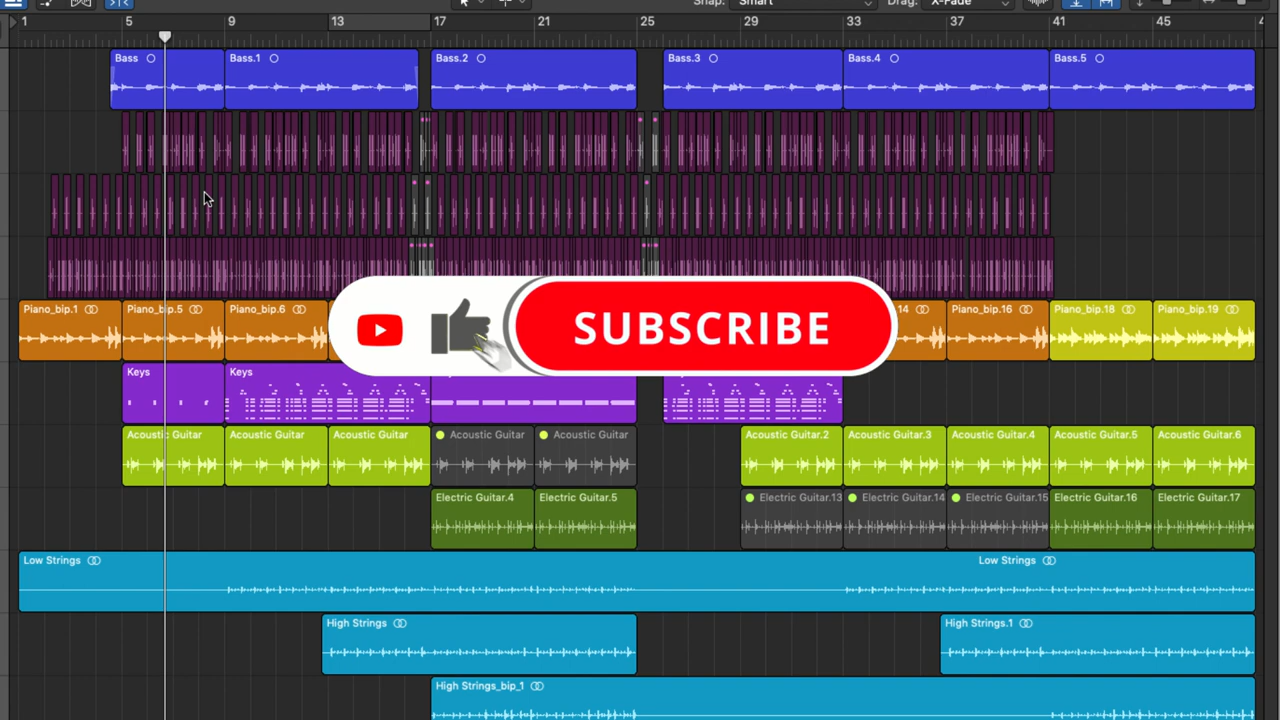 Snap: Smart Drag: X-Fade
1 5 9 13 17 21 25 29 33 37 41 45
Bass Bass.1 Bass.2 Bass.3 Bass.4 Bass.5
Piano_bip.1 Piano_bip.5 Piano_bip.6 14 Piano_bip.16 Piano_bip.18 Piano_bip.19
SUBSCRIBE
Keys Keys
Acoustic Guitar Acoustic Guitar Acoustic Guitar Acoustic Guitar Acoustic Guitar Acoustic Guitar.2 Acoustic Guitar.3 Acoustic Guitar.4 Acoustic Guitar.5 Acoustic Guitar.6
Electric Guitar.4 Electric Guitar.5 Electric Guitar.13 Electric Guitar.14 Electric Guitar.15 Electric Guitar.16 Electric Guitar.17
Low Strings Low Strings
High Strings High Strings.1
High Strings_bip_1